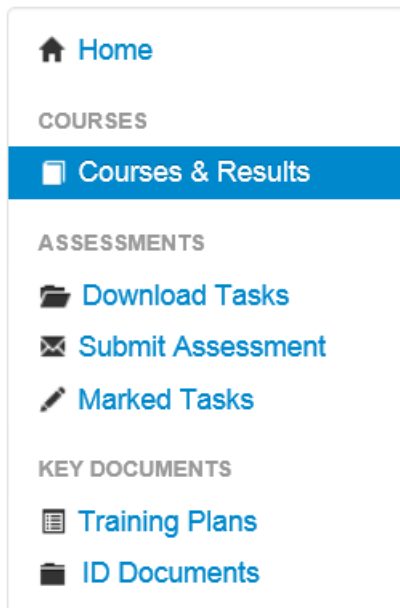 Home
COURSES
Courses & Results
ASSESSMENTS
Download Tasks
Submit Assessment
Marked Tasks
KEY DOCUMENTS
Training Plans
ID Documents